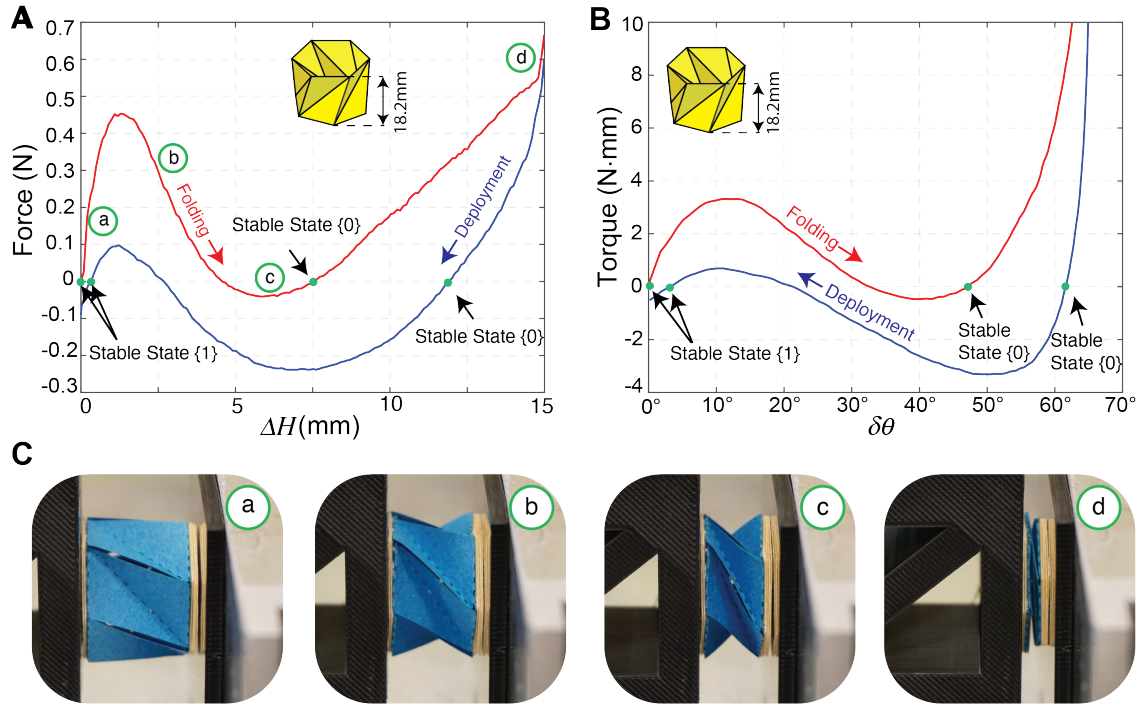 A
0.7
0.6
0.5
0.4
0.3
0.2
0.1
0
-0.1
-0.2
-0.3
Force (N)
0
5
10
15
ΔH (mm)
18.2mm
a
b
c
d
Folding
Deployment
Stable State {0}
Stable State {0}
Stable State {1}
B
10
8
6
4
2
0
-2
-4
Torque (N·mm)
0°
10°
20°
30°
40°
50°
60°
70°
δθ
18.2mm
Folding
Deployment
Stable State {1}
Stable
State {0}
Stable
State {0}
C
a
b
c
d